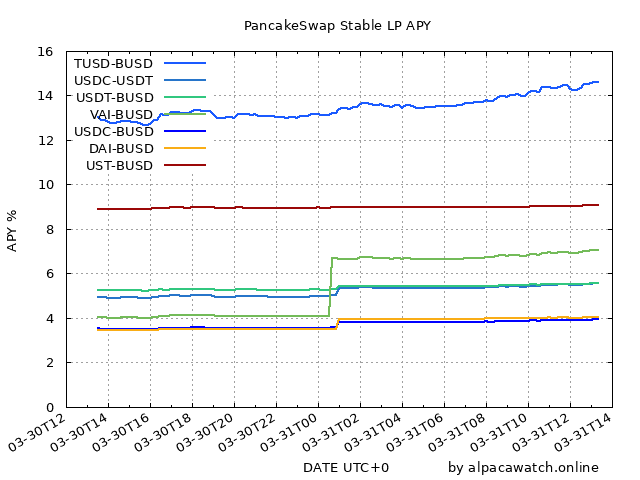 PancakeSwap Stable LP APY
16
14
12
10
8
6
4
2
0
APY %
TUSD-BUSD
USDC-USDT
USDT-BUSD
VAI-BUSD
USDC-BUSD
DAI-BUSD
UST-BUSD
03-30T12
03-30T14
03-30T16
03-30T18
03-30T20
03-30T22
03-31T00
03-31T02
03-31T04
03-31T06
03-31T08
03-31T10
03-31T12
03-31T14
DATE UTC+0
by alpacawatch.online